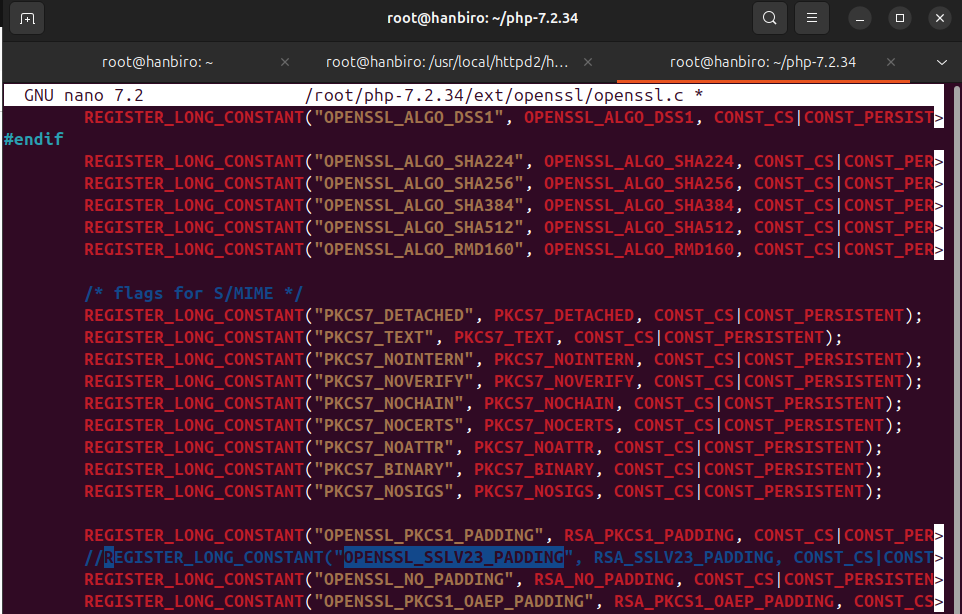 root@hanbiro: ~/php-7.2.34
root@hanbiro: ~
root@hanbiro: /usr/local/httpd2/h...
root@hanbiro: ~/php-7.2.34
GNU nano 7.2 /root/php-7.2.34/ext/openssl/openssl.c *
REGISTER_LONG_CONSTANT("OPENSSL_ALGO_DSS1", OPENSSL_ALGO_DSS1, CONST_CS|CONST_PERSIST>
#endif
REGISTER_LONG_CONSTANT("OPENSSL_ALGO_SHA224", OPENSSL_ALGO_SHA224, CONST_CS|CONST_PER>
REGISTER_LONG_CONSTANT("OPENSSL_ALGO_SHA256", OPENSSL_ALGO_SHA256, CONST_CS|CONST_PER>
REGISTER_LONG_CONSTANT("OPENSSL_ALGO_SHA384", OPENSSL_ALGO_SHA384, CONST_CS|CONST_PER>
REGISTER_LONG_CONSTANT("OPENSSL_ALGO_SHA512", OPENSSL_ALGO_SHA512, CONST_CS|CONST_PER>
REGISTER_LONG_CONSTANT("OPENSSL_ALGO_RMD160", OPENSSL_ALGO_RMD160, CONST_CS|CONST_PER>
/* flags for S/MIME */
REGISTER_LONG_CONSTANT("PKCS7_DETACHED", PKCS7_DETACHED, CONST_CS|CONST_PERSISTENT);
REGISTER_LONG_CONSTANT("PKCS7_TEXT", PKCS7_TEXT, CONST_CS|CONST_PERSISTENT);
REGISTER_LONG_CONSTANT("PKCS7_NOINTERN", PKCS7_NOINTERN, CONST_CS|CONST_PERSISTENT);
REGISTER_LONG_CONSTANT("PKCS7_NOVERIFY", PKCS7_NOVERIFY, CONST_CS|CONST_PERSISTENT);
REGISTER_LONG_CONSTANT("PKCS7_NOCHAIN", PKCS7_NOCHAIN, CONST_CS|CONST_PERSISTENT);
REGISTER_LONG_CONSTANT("PKCS7_NOCERTS", PKCS7_NOCERTS, CONST_CS|CONST_PERSISTENT);
REGISTER_LONG_CONSTANT("PKCS7_NOATTR", PKCS7_NOATTR, CONST_CS|CONST_PERSISTENT);
REGISTER_LONG_CONSTANT("PKCS7_BINARY", PKCS7_BINARY, CONST_CS|CONST_PERSISTENT);
REGISTER_LONG_CONSTANT("PKCS7_NOSIGS", PKCS7_NOSIGS, CONST_CS|CONST_PERSISTENT);
REGISTER_LONG_CONSTANT("OPENSSL_PKCS1_PADDING", RSA_PKCS1_PADDING, CONST_CS|CONST_PER>
//REGISTER_LONG_CONSTANT("OPENSSL_SSLV23_PADDING", RSA_SSLV23_PADDING, CONST_CS|CONST>
REGISTER_LONG_CONSTANT("OPENSSL_NO_PADDING", RSA_NO_PADDING, CONST_CS|CONST_PERSISTEN>
REGISTER_LONG_CONSTANT("OPENSSL_PKCS1_OAEP_PADDING", RSA_PKCS1_OAEP_PADDING, CONST_CS>